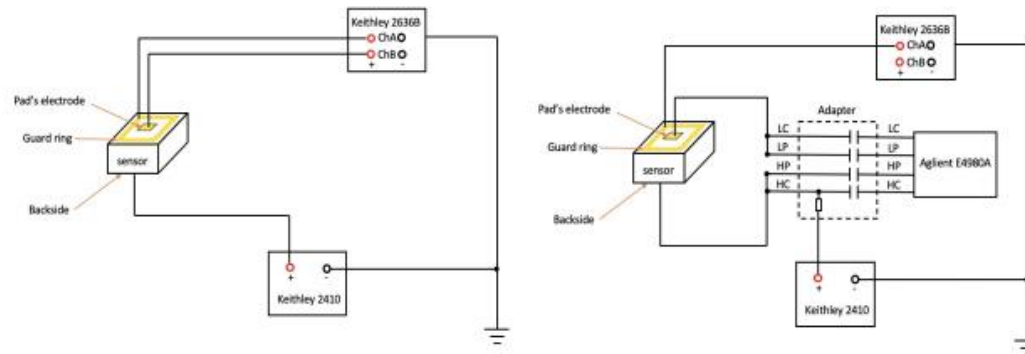 Keithley 2636B
ChA
ChB
+ -
Pad's electrode
Guard ring
sensor
Backside
+ -
Keithley 2410
Keithley 2636B
ChA
ChB
+ -
Pad's electrode
Guard ring
sensor
Backside
Adapter
LC LC
LP LP
HP HP
HC HC
Aglient E4980A
+ -
Keithley 2410